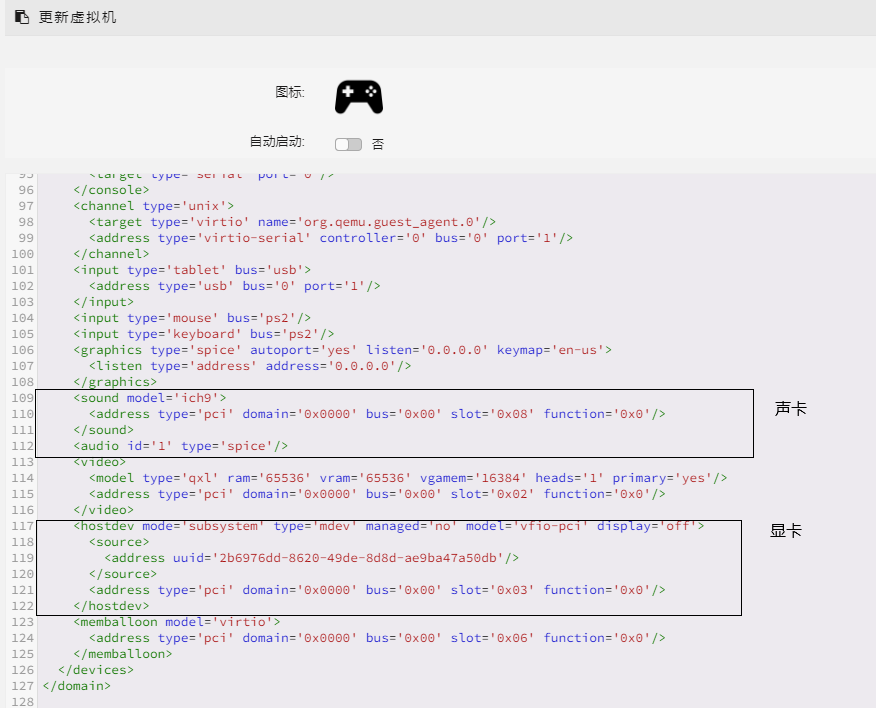 更新虚拟机
图标:
自动启动: 否
95 <target type='serial' port='0'/>
96 </console>
97 <channel type='unix'>
98 <target type='virtio' name='org.qemu.guest_agent.0'/>
99 <address type='virtio-serial' controller='0' bus='0' port='1'/>
100 </channel>
101 <input type='tablet' bus='usb'>
102 <address type='usb' bus='0' port='1'/>
103 </input>
104 <input type='mouse' bus='ps2'/>
105 <input type='keyboard' bus='ps2'/>
106 <graphics type='spice' autoport='yes' listen='0.0.0.0' keymap='en-us'>
107 <listen type='address' address='0.0.0.0'/>
108 </graphics>
109 <sound model='ich9'>
110 <address type='pci' domain='0x0000' bus='0x00' slot='0x08' function='0x0'/>
声卡
111 </sound>
112 <audio id='1' type='spice'/>
113 <video>
114 <model type='qxl' ram='65536' vram='65536' vgamem='16384' heads='1' primary='yes'/>
115 <address type='pci' domain='0x0000' bus='0x00' slot='0x02' function='0x0'/>
116 </video>
117 <hostdev mode='subsystem' type='mdev' managed='no' model='vfio-pci' display='off'>
显卡
118 <source>
119 <address uuid='2b6976dd-8620-49de-8d8d-ae9ba47a50db'/>
120 </source>
121 <address type='pci' domain='0x0000' bus='0x00' slot='0x03' function='0x0'/>
122 </hostdev>
123 <memballoon model='virtio'>
124 <address type='pci' domain='0x0000' bus='0x00' slot='0x06' function='0x0'/>
125 </memballoon>
126 </devices>
127 </domain>
128